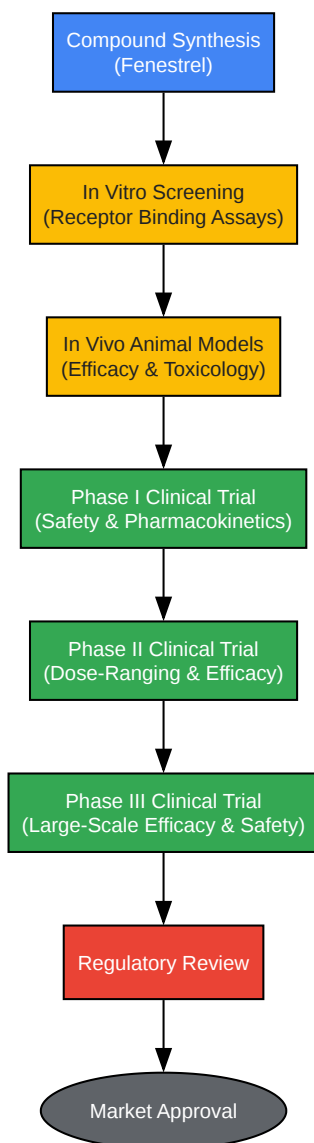 Compound Synthesis
(Fenestrel)
In Vitro Screening
(Receptor Binding Assays)
In Vivo Animal Models
(Efficacy & Toxicology)
Phase I Clinical Trial
(Safety & Pharmacokinetics)
Phase II Clinical Trial
(Dose-Ranging & Efficacy)
Phase III Clinical Trial
(Large-Scale Efficacy & Safety)
Regulatory Review
Market Approval